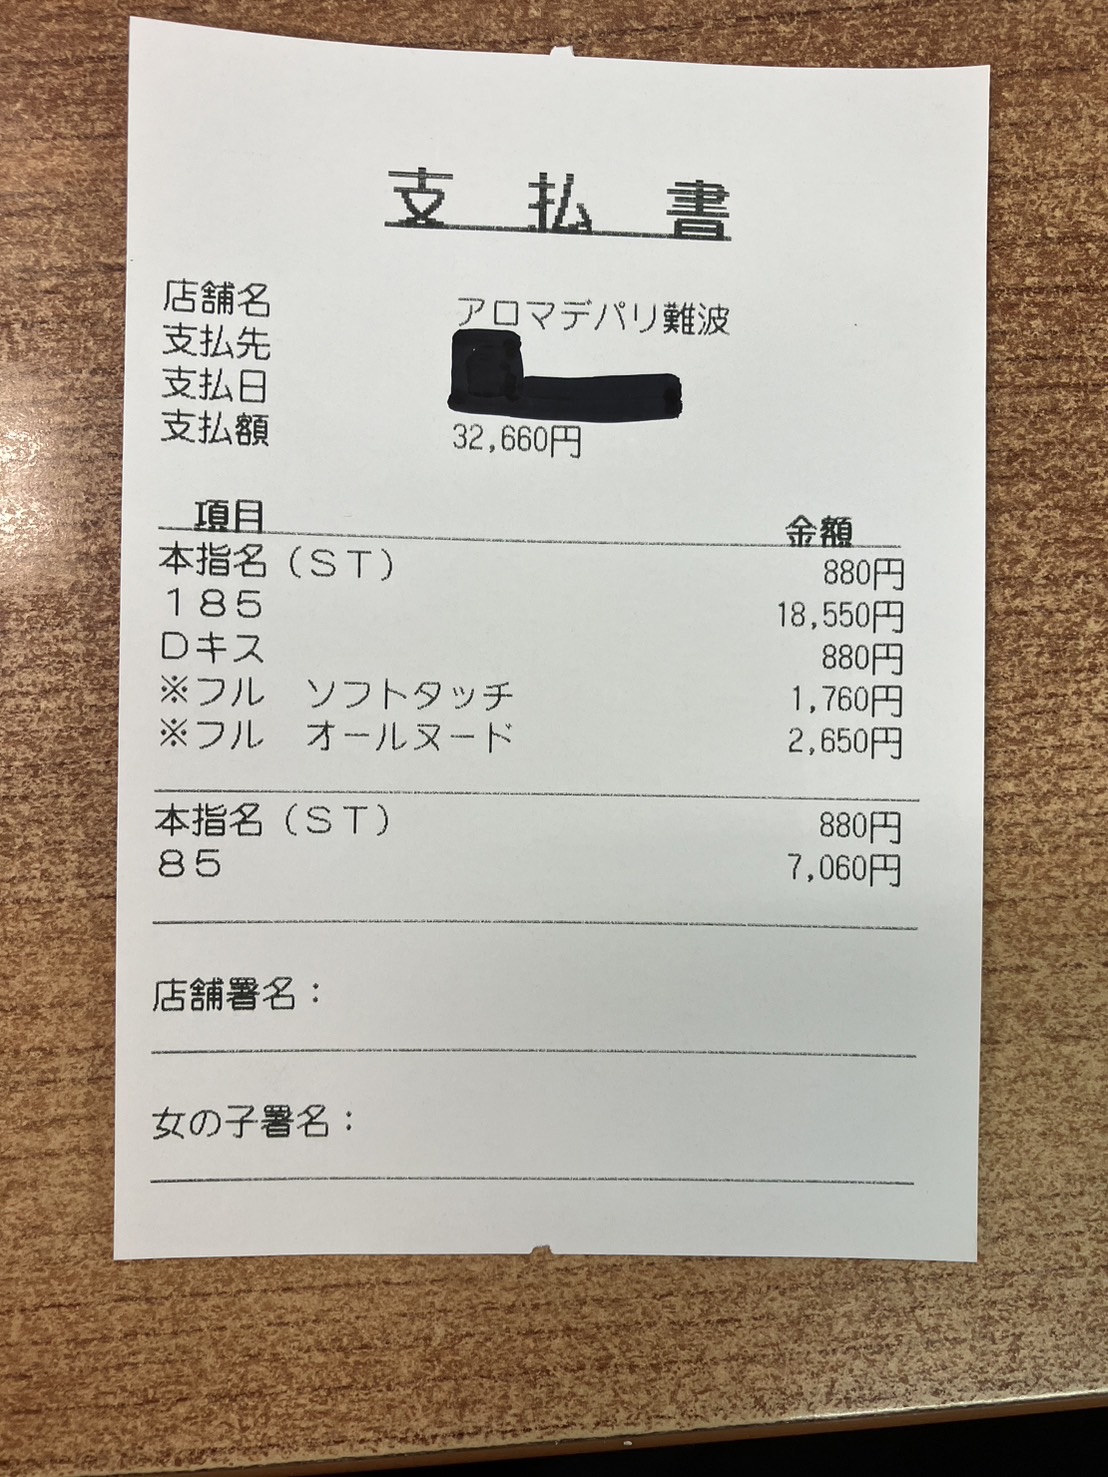 支払書
店舗名 アロマデパリ難波
支払先
支払日
支払額 32,660円
項目 金額
本指名（ＳＴ） 880円
１８５ 18,550円
Ｄキス 880円
※フル　ソフトタッチ 1,760円
※フル　オールヌード 2,650円
本指名（ＳＴ） 880円
８５ 7,060円
店舗署名：
女の子署名：